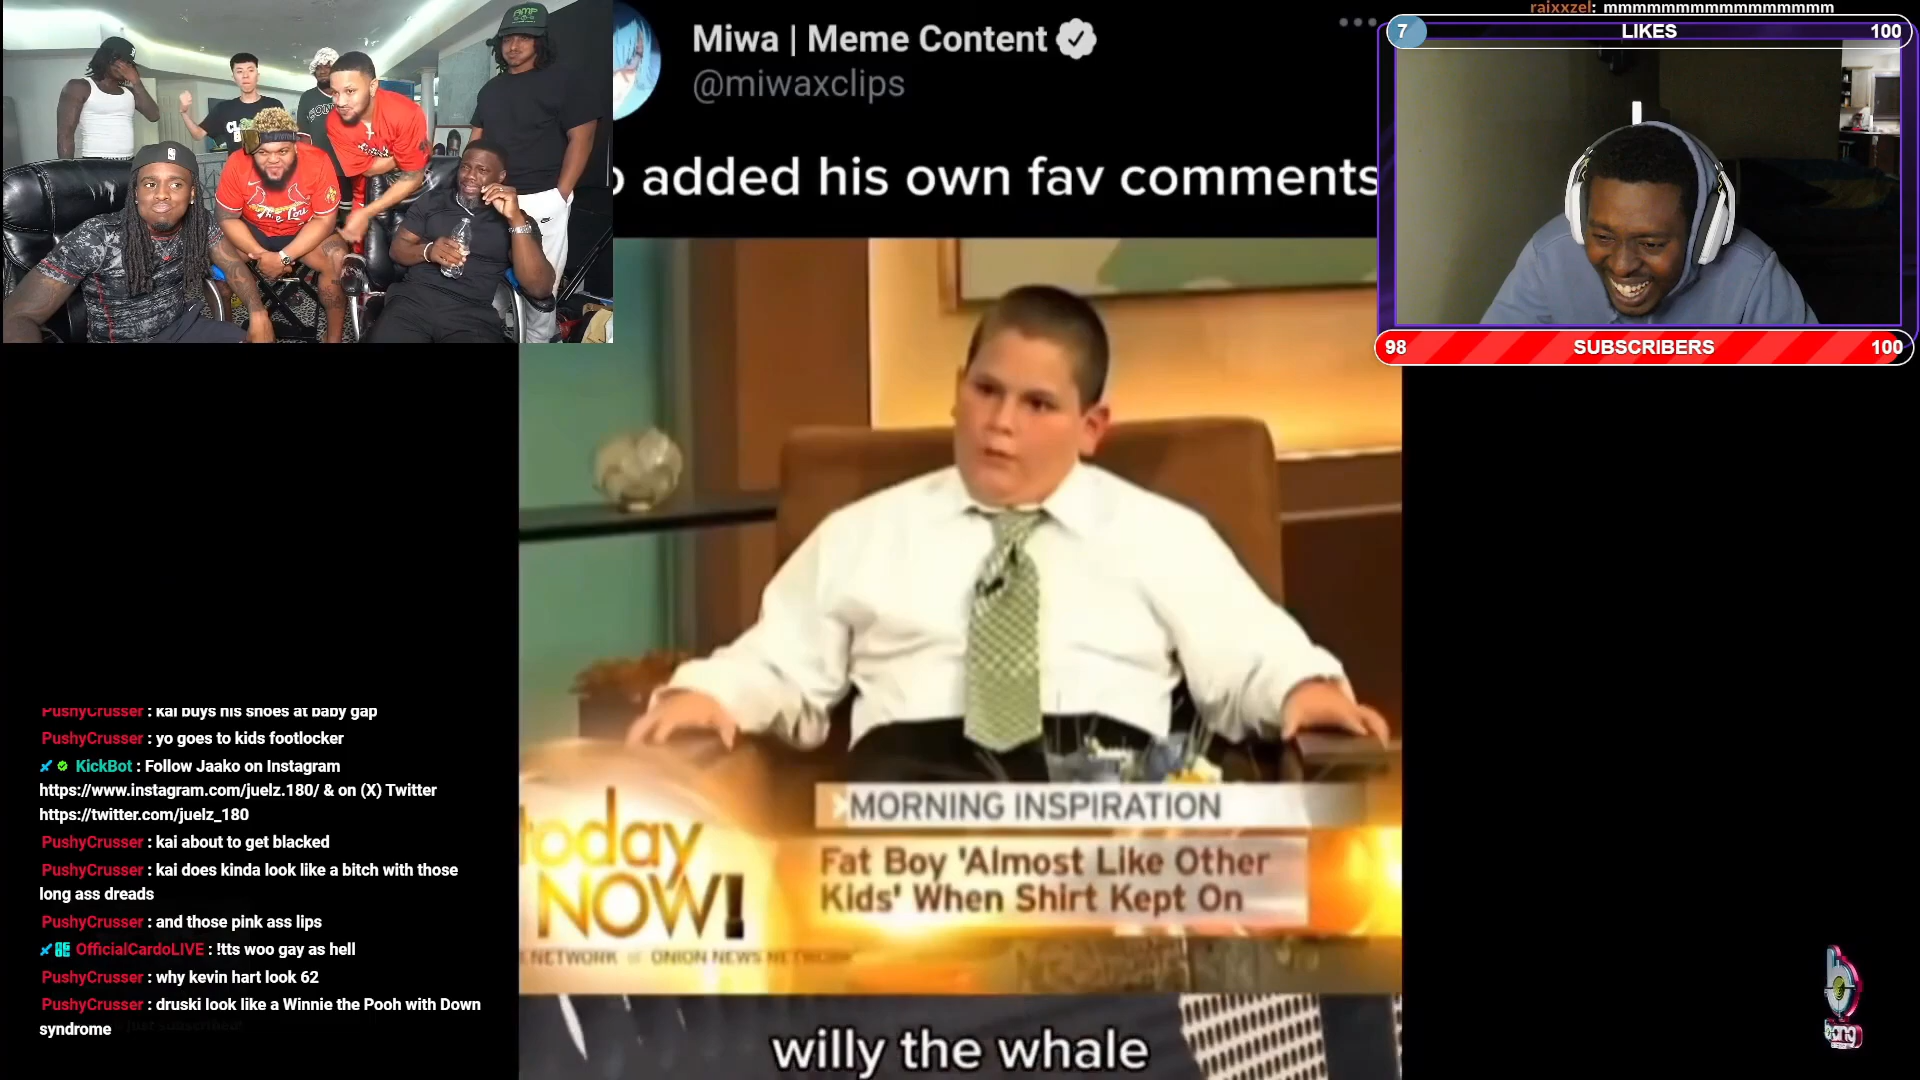 raixxzel: mmmmmmmmmmmmmmmm
7 LIKES 100
98 SUBSCRIBERS 100
Miwa | Meme Content
@miwaxclips
added his own fav comments
AMP
MORNING INSPIRATION
Fat Boy 'Almost Like Other
Kids' When Shirt Kept On
today
NOW!
NETWORK ONION NEWS NETWORK
willy the whale
PushyCrusser : kai buys his shoes at baby gap
PushyCrusser : yo goes to kids footlocker
KickBot : Follow Jaako on Instagram
https://www.instagram.com/juelz.180/ & on (X) Twitter
https://twitter.com/juelz_180
PushyCrusser : kai about to get blacked
PushyCrusser : kai does kinda look like a bitch with those
long ass dreads
PushyCrusser : and those pink ass lips
OfficialCardoLIVE : !tts woo gay as hell
PushyCrusser : why kevin hart look 62
PushyCrusser : druski look like a Winnie the Pooh with Down
syndrome